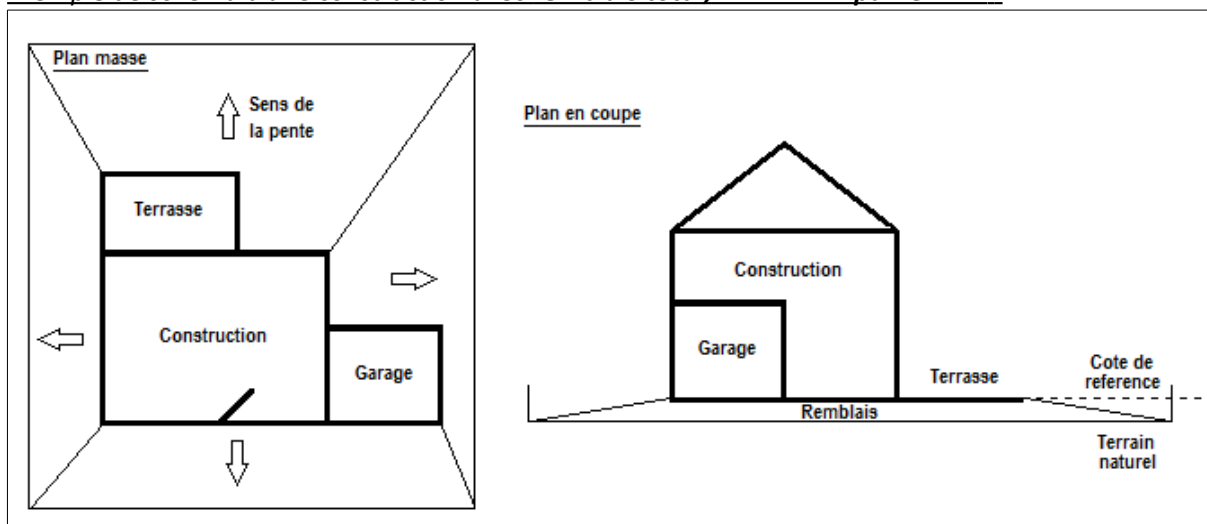 Plan masse
Sens de
la pente
Terrasse
Construction
Garage
Plan en coupe
Construction
Garage
Terrasse
Cote de
reference
Remblais
Terrain
naturel